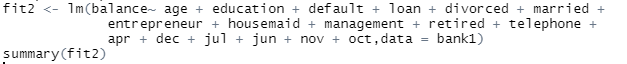 fit2 <- lm(balance~ age + education + default + loan + divorced + married +
entrepreneur + housemaid + management + retired + telephone +
apr + dec + jul + jun + nov + oct,data = bank1)
summary(fit2)